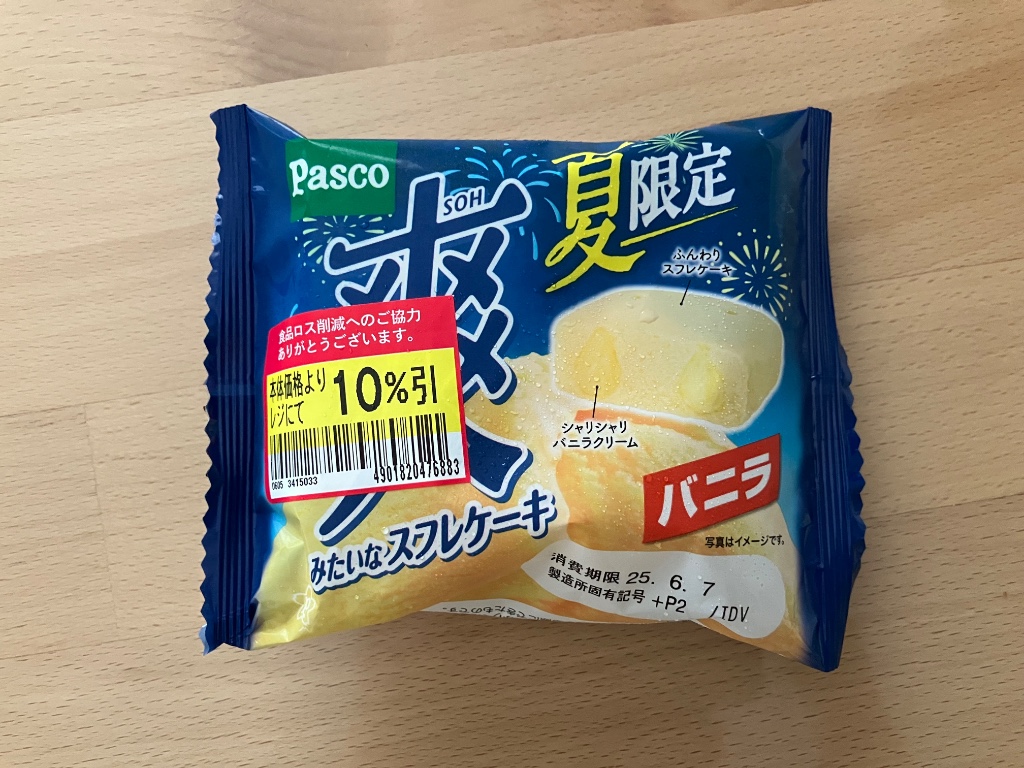 Pasco
SOH
爽
夏限定
ふんわり
スフレケーキ
シャリシャリ
バニラクリーム
食品ロス削減へのご協力
ありがとうございます。
本体価格より
レジにて
10%引
4901820476883
0605 3415033
バニラ
写真はイメージです。
みたいなスフレケーキ
消費期限 25. 6. 7
製造所固有記号 +P2 /TDV